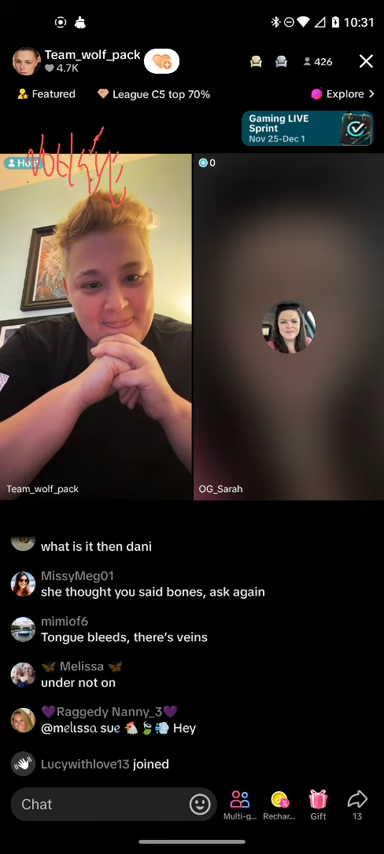 10:31
Team_wolf_pack
4.7K
426
Featured
League C5 top 70%
Explore >
Gaming LIVE
Sprint
Nov 25-Dec 1
Host
0
Team_wolf_pack
OG_Sarah
what is it then dani
MissyMeg01
she thought you said bones, ask again
mimiof6
Tongue bleeds, there's veins
🦋 Melissa 🦋
under not on
💜Raggedy Nanny_3💜
@melıssa sue 🐔🍃💨 Hey
Lucywithlove13 joined
Chat
Multi-g...
Rechar...
Gift
13